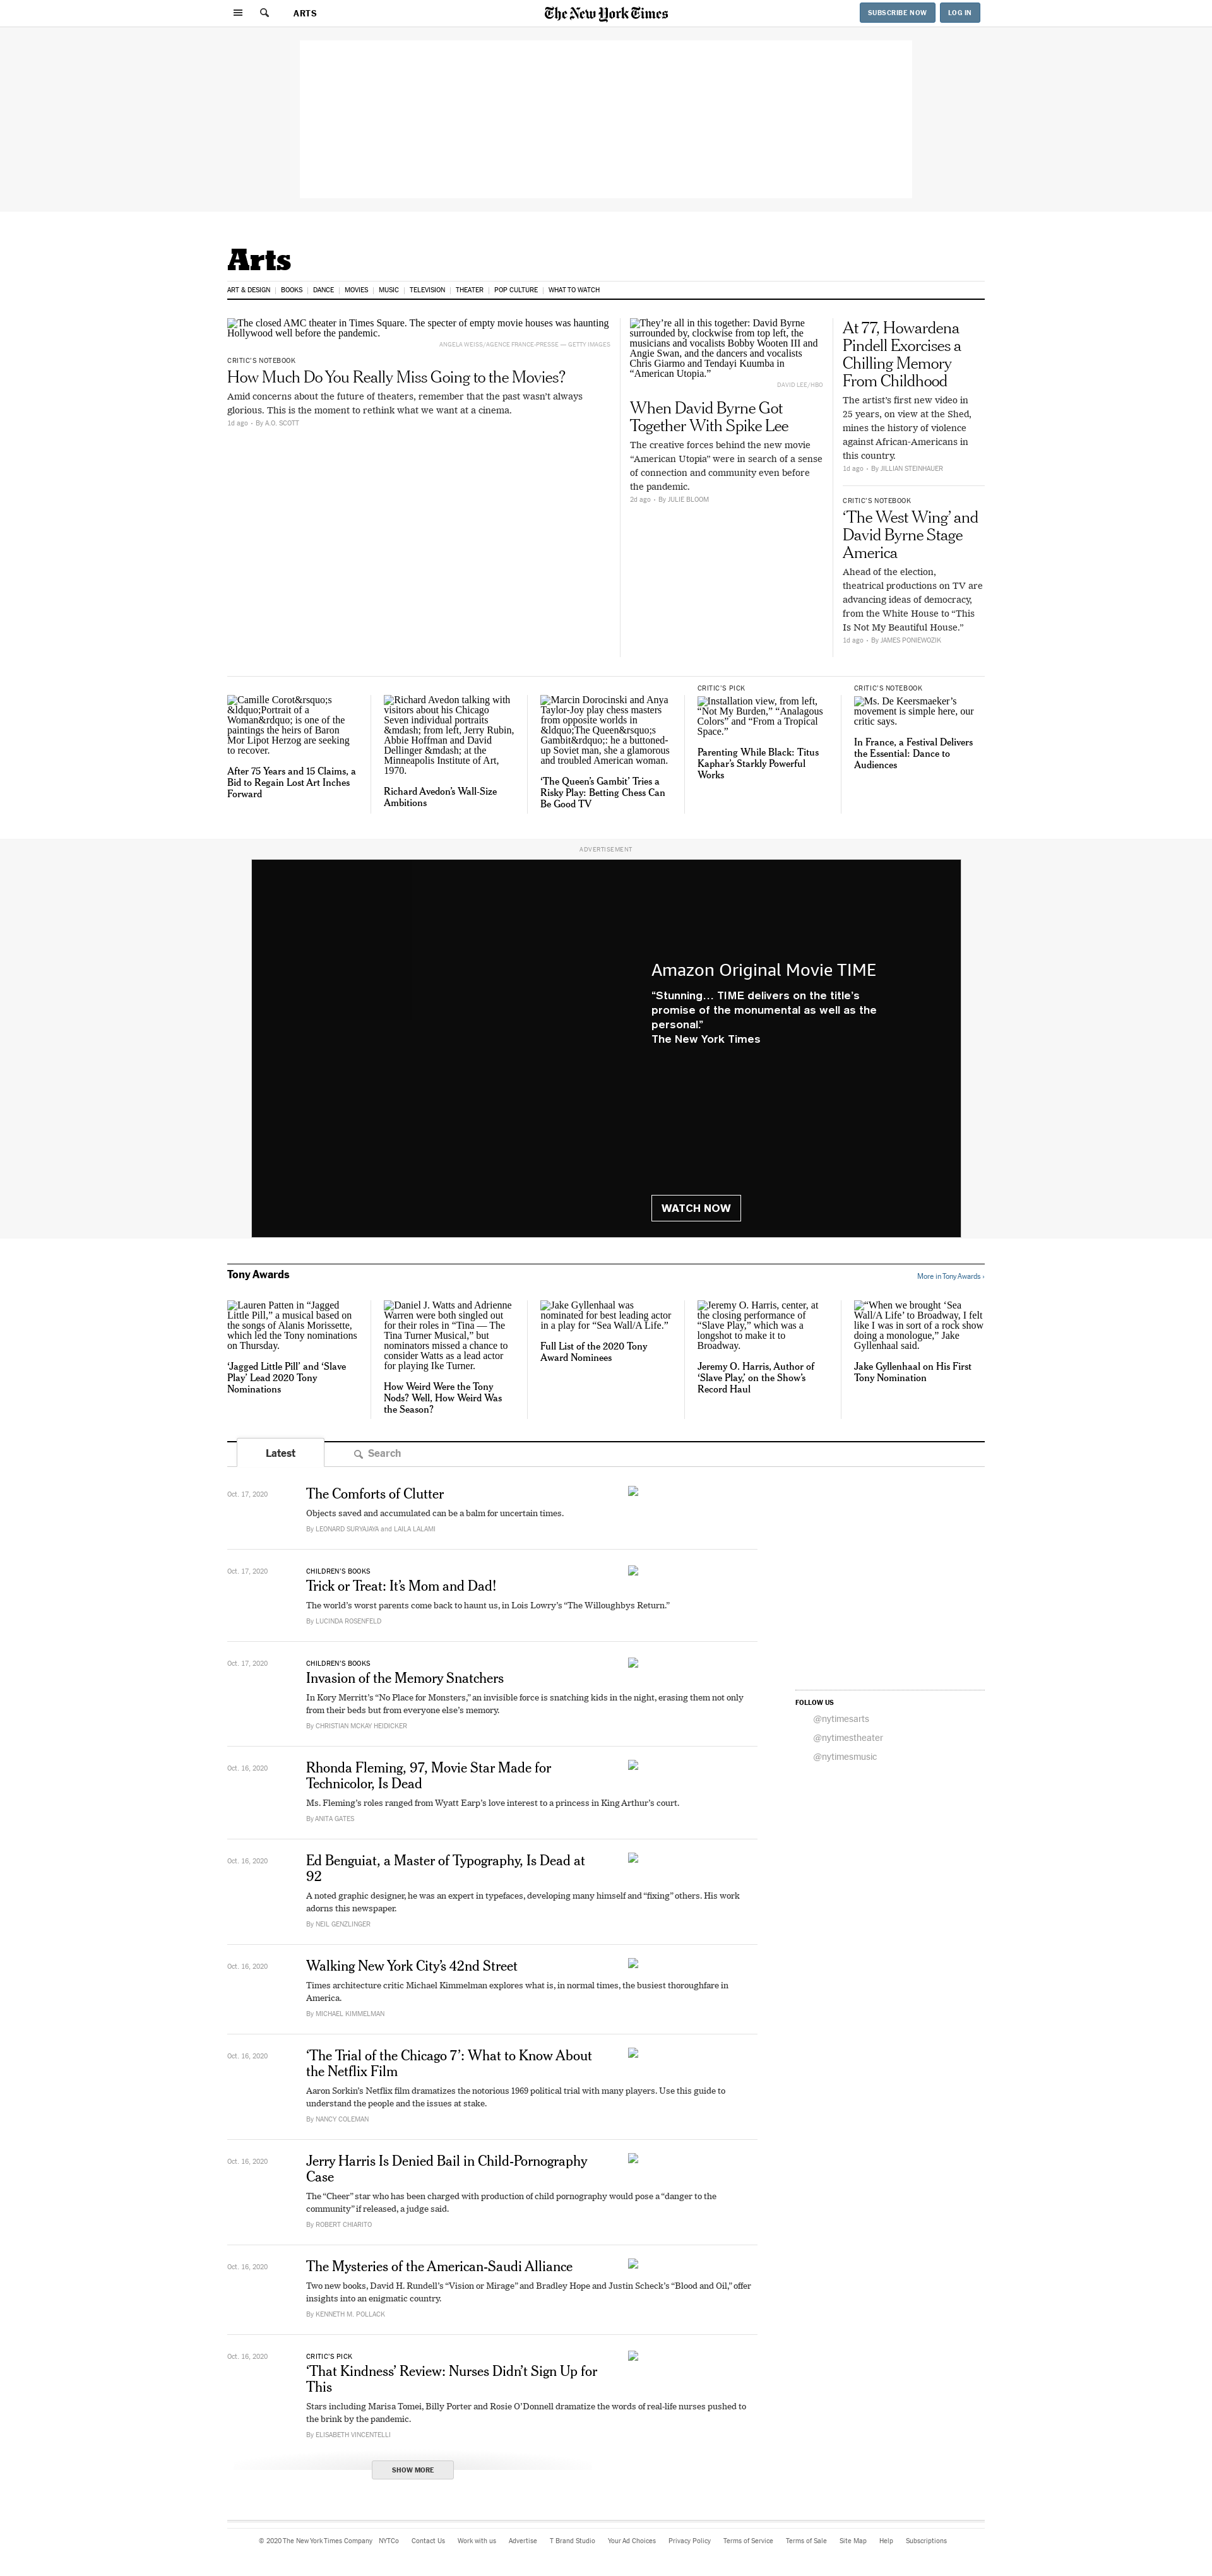 ARTS
The New York Times
SUBSCRIBE NOW
LOG IN
Arts
ART & DESIGN
BOOKS
DANCE
MOVIES
MUSIC
TELEVISION
THEATER
POP CULTURE
WHAT TO WATCH
The closed AMC theater in Times Square. The specter of empty movie houses was haunting
Hollywood well before the pandemic.
ANGELA WEISS/AGENCE FRANCE-PRESSE — GETTY IMAGES
CRITIC'S NOTEBOOK
How Much Do You Really Miss Going to the Movies?
Amid concerns about the future of theaters, remember that the past wasn’t always
glorious. This is the moment to rethink what we want at a cinema.
1d ago • By A.O. SCOTT
They’re all in this together: David Byrne
surrounded by, clockwise from top left, the
musicians and vocalists Bobby Wooten III and
Angie Swan, and the dancers and vocalists
Chris Giarmo and Tendayi Kuumba in
“American Utopia.”
DAVID LEE/HBO
When David Byrne Got
Together With Spike Lee
The creative forces behind the new movie
“American Utopia” were in search of a sense
of connection and community even before
the pandemic.
2d ago • By JULIE BLOOM
At 77, Howardena
Pindell Exorcises a
Chilling Memory
From Childhood
The artist’s first new video in
25 years, on view at the Shed,
mines the history of violence
against African-Americans in
this country.
1d ago • By JILLIAN STEINHAUER
CRITIC'S NOTEBOOK
‘The West Wing’ and
David Byrne Stage
America
Ahead of the election,
theatrical productions on TV are
advancing ideas of democracy,
from the White House to “This
Is Not My Beautiful House.”
1d ago • By JAMES PONIEWOZIK
Camille Corot&rsquo;s
&ldquo;Portrait of a
Woman&rdquo; is one of the
paintings the heirs of Baron
Mor Lipot Herzog are seeking
to recover.
After 75 Years and 15 Claims, a
Bid to Regain Lost Art Inches
Forward
Richard Avedon talking with
visitors about his Chicago
Seven individual portraits
&mdash; from left, Jerry Rubin,
Abbie Hoffman and David
Dellinger &mdash; at the
Minneapolis Institute of Art,
1970.
Richard Avedon’s Wall-Size
Ambitions
Marcin Dorocinski and Anya
Taylor-Joy play chess masters
from opposite worlds in
&ldquo;The Queen&rsquo;s
Gambit&rdquo;: he a buttoned-
up Soviet man, she a glamorous
and troubled American woman.
‘The Queen’s Gambit’ Tries a
Risky Play: Betting Chess Can
Be Good TV
CRITIC'S PICK
Installation view, from left,
“Not My Burden,” “Analagous
Colors” and “From a Tropical
Space.”
Parenting While Black: Titus
Kaphar’s Starkly Powerful
Works
CRITIC'S NOTEBOOK
Ms. De Keersmaeker’s
movement is simple here, our
critic says.
In France, a Festival Delivers
the Essential: Dance to
Audiences
ADVERTISEMENT
Amazon Original Movie TIME
“Stunning… TIME delivers on the title’s
promise of the monumental as well as the
personal.”
The New York Times
WATCH NOW
Tony Awards
More in Tony Awards ›
Lauren Patten in “Jagged
Little Pill,” a musical based on
the songs of Alanis Morissette,
which led the Tony nominations
on Thursday.
‘Jagged Little Pill’ and ‘Slave
Play’ Lead 2020 Tony
Nominations
Daniel J. Watts and Adrienne
Warren were both singled out
for their roles in “Tina — The
Tina Turner Musical,” but
nominators missed a chance to
consider Watts as a lead actor
for playing Ike Turner.
How Weird Were the Tony
Nods? Well, How Weird Was
the Season?
Jake Gyllenhaal was
nominated for best leading actor
in a play for “Sea Wall/A Life.”
Full List of the 2020 Tony
Award Nominees
Jeremy O. Harris, center, at
the closing performance of
“Slave Play,” which was a
longshot to make it to
Broadway.
Jeremy O. Harris, Author of
‘Slave Play,’ on the Show’s
Record Haul
“When we brought ‘Sea
Wall/A Life’ to Broadway, I felt
like I was in sort of a rock show
doing a monologue,” Jake
Gyllenhaal said.
Jake Gyllenhaal on His First
Tony Nomination
Latest
Search
Oct. 17, 2020
The Comforts of Clutter
Objects saved and accumulated can be a balm for uncertain times.
By LEONARD SURYAJAYA and LAILA LALAMI
Oct. 17, 2020
CHILDREN'S BOOKS
Trick or Treat: It’s Mom and Dad!
The world’s worst parents come back to haunt us, in Lois Lowry’s “The Willoughbys Return.”
By LUCINDA ROSENFELD
Oct. 17, 2020
CHILDREN'S BOOKS
Invasion of the Memory Snatchers
In Kory Merritt’s “No Place for Monsters,” an invisible force is snatching kids in the night, erasing them not only
from their beds but from everyone else’s memory.
By CHRISTIAN MCKAY HEIDICKER
FOLLOW US
@nytimesarts
@nytimestheater
@nytimesmusic
Oct. 16, 2020
Rhonda Fleming, 97, Movie Star Made for
Technicolor, Is Dead
Ms. Fleming’s roles ranged from Wyatt Earp’s love interest to a princess in King Arthur’s court.
By ANITA GATES
Oct. 16, 2020
Ed Benguiat, a Master of Typography, Is Dead at
92
A noted graphic designer, he was an expert in typefaces, developing many himself and “fixing” others. His work
adorns this newspaper.
By NEIL GENZLINGER
Oct. 16, 2020
Walking New York City’s 42nd Street
Times architecture critic Michael Kimmelman explores what is, in normal times, the busiest thoroughfare in
America.
By MICHAEL KIMMELMAN
Oct. 16, 2020
‘The Trial of the Chicago 7’: What to Know About
the Netflix Film
Aaron Sorkin’s Netflix film dramatizes the notorious 1969 political trial with many players. Use this guide to
understand the people and the issues at stake.
By NANCY COLEMAN
Oct. 16, 2020
Jerry Harris Is Denied Bail in Child-Pornography
Case
The “Cheer” star who has been charged with production of child pornography would pose a “danger to the
community” if released, a judge said.
By ROBERT CHIARITO
Oct. 16, 2020
The Mysteries of the American-Saudi Alliance
Two new books, David H. Rundell’s “Vision or Mirage” and Bradley Hope and Justin Scheck’s “Blood and Oil,” offer
insights into an enigmatic country.
By KENNETH M. POLLACK
Oct. 16, 2020
CRITIC'S PICK
‘That Kindness’ Review: Nurses Didn’t Sign Up for
This
Stars including Marisa Tomei, Billy Porter and Rosie O’Donnell dramatize the words of real-life nurses pushed to
the brink by the pandemic.
By ELISABETH VINCENTELLI
SHOW MORE
© 2020 The New York Times Company
NYTCo
Contact Us
Work with us
Advertise
T Brand Studio
Your Ad Choices
Privacy Policy
Terms of Service
Terms of Sale
Site Map
Help
Subscriptions